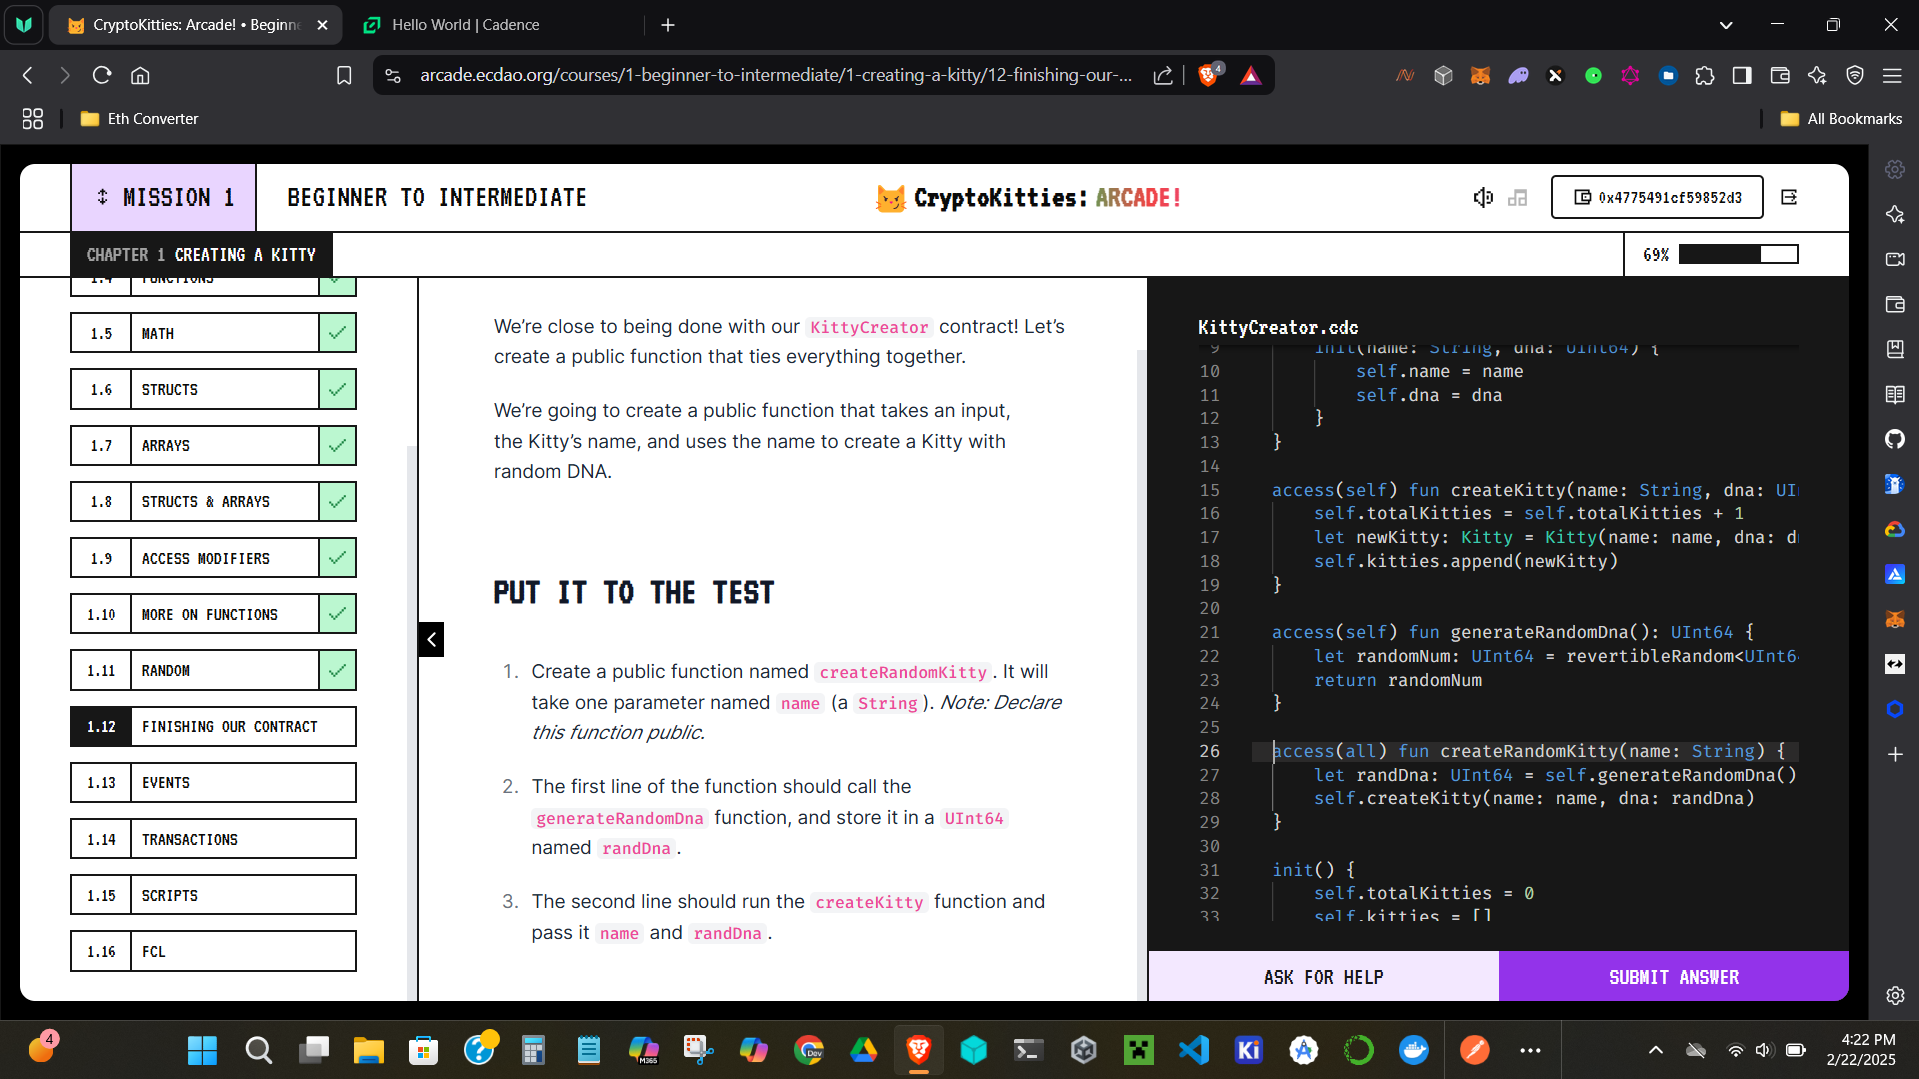 CryptoKitties: Arcade! • Beginne
Hello World | Cadence
arcade.ecdao.org/courses/1-beginner-to-intermediate/1-creating-a-kitty/12-finishing-our-...
4
Eth Converter
All Bookmarks
MISSION 1
BEGINNER TO INTERMEDIATE
CryptoKitties: ARCADE!
0x4775491cf59852d3
CHAPTER 1 CREATING A KITTY
69%
1.4 FUNCTIONS
1.5 MATH
1.6 STRUCTS
1.7 ARRAYS
1.8 STRUCTS & ARRAYS
1.9 ACCESS MODIFIERS
1.10 MORE ON FUNCTIONS
1.11 RANDOM
1.12 FINISHING OUR CONTRACT
1.13 EVENTS
1.14 TRANSACTIONS
1.15 SCRIPTS
1.16 FCL
We're close to being done with our KittyCreator contract! Let's
create a public function that ties everything together.
We're going to create a public function that takes an input,
the Kitty's name, and uses the name to create a Kitty with
random DNA.
PUT IT TO THE TEST
1. Create a public function named createRandomKitty. It will
take one parameter named name (a String). Note: Declare
this function public.
2. The first line of the function should call the
generateRandomDna function, and store it in a UInt64
named randDna.
3. The second line should run the createKitty function and
pass it name and randDna.
KittyCreator.cdc
9 init(name: String, dna: UInt64) {
10 self.name = name
11 self.dna = dna
12 }
13 }
14
15 access(self) fun createKitty(name: String, dna: UI
16 self.totalKitties = self.totalKitties + 1
17 let newKitty: Kitty = Kitty(name: name, dna: d
18 self.kitties.append(newKitty)
19 }
20
21 access(self) fun generateRandomDna(): UInt64 {
22 let randomNum: UInt64 = revertibleRandom<UInt6
23 return randomNum
24 }
25
26 access(all) fun createRandomKitty(name: String) {
27 let randDna: UInt64 = self.generateRandomDna()
28 self.createKitty(name: name, dna: randDna)
29 }
30
31 init() {
32 self.totalKitties = 0
33 self.kitties = []
ASK FOR HELP
SUBMIT ANSWER
4
M365
Dev
Ki
4:22 PM
2/22/2025